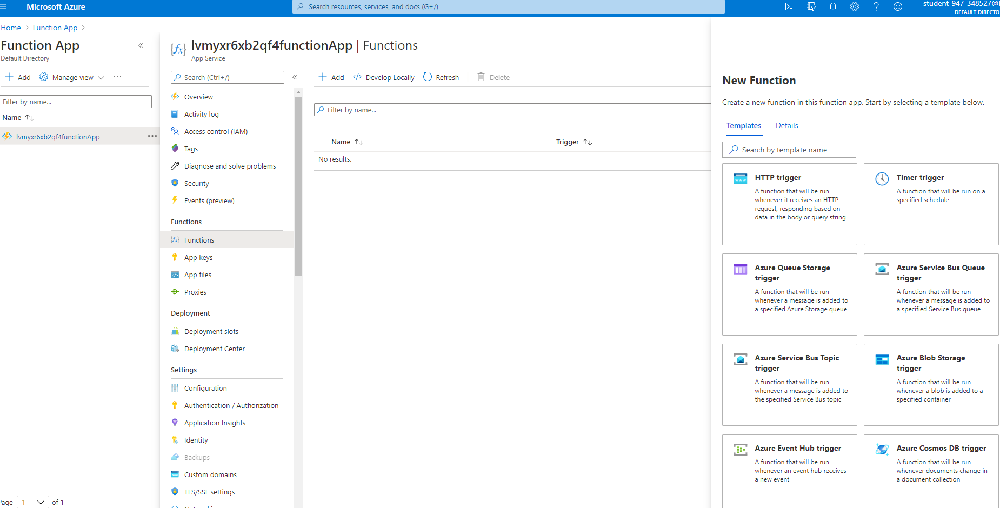 Microsoft Azure
Search resources, services, and docs (G+/)
student-947-348527@
DEFAULT DIRECTO
Home > Function App >
Function App
Default Directory
Add
Manage view
Filter by name...
Name
lvmyxr6xb2qf4functionApp
Page 1 of 1
lvmyxr6xb2qf4functionApp | Functions
App Service
Search (Ctrl+/)
Overview
Activity log
Access control (IAM)
Tags
Diagnose and solve problems
Security
Events (preview)
Functions
Functions
App keys
App files
Proxies
Deployment
Deployment slots
Deployment Center
Settings
Configuration
Authentication / Authorization
Application Insights
Identity
Backups
Custom domains
TLS/SSL settings
Add
Develop Locally
Refresh
Delete
Filter by name...
Name
Trigger
No results.
New Function
Create a new function in this function app. Start by selecting a template below.
Templates
Details
Search by template name
HTTP trigger
A function that will be run
whenever it receives an HTTP
request, responding based on
data in the body or query string
Timer trigger
A function that will be run on a
specified schedule
Azure Queue Storage
trigger
A function that will be run
whenever a message is added to
a specified Azure Storage queue
Azure Service Bus Queue
trigger
A function that will be run
whenever a message is added to
a specified Service Bus queue
Azure Service Bus Topic
trigger
A function that will be run
whenever a message is added to
the specified Service Bus topic
Azure Blob Storage
trigger
A function that will be run
whenever a blob is added to a
specified container
Azure Event Hub trigger
A function that will be run
whenever an event hub receives
a new event
Azure Cosmos DB trigger
A function that will be run
whenever documents change in
a document collection